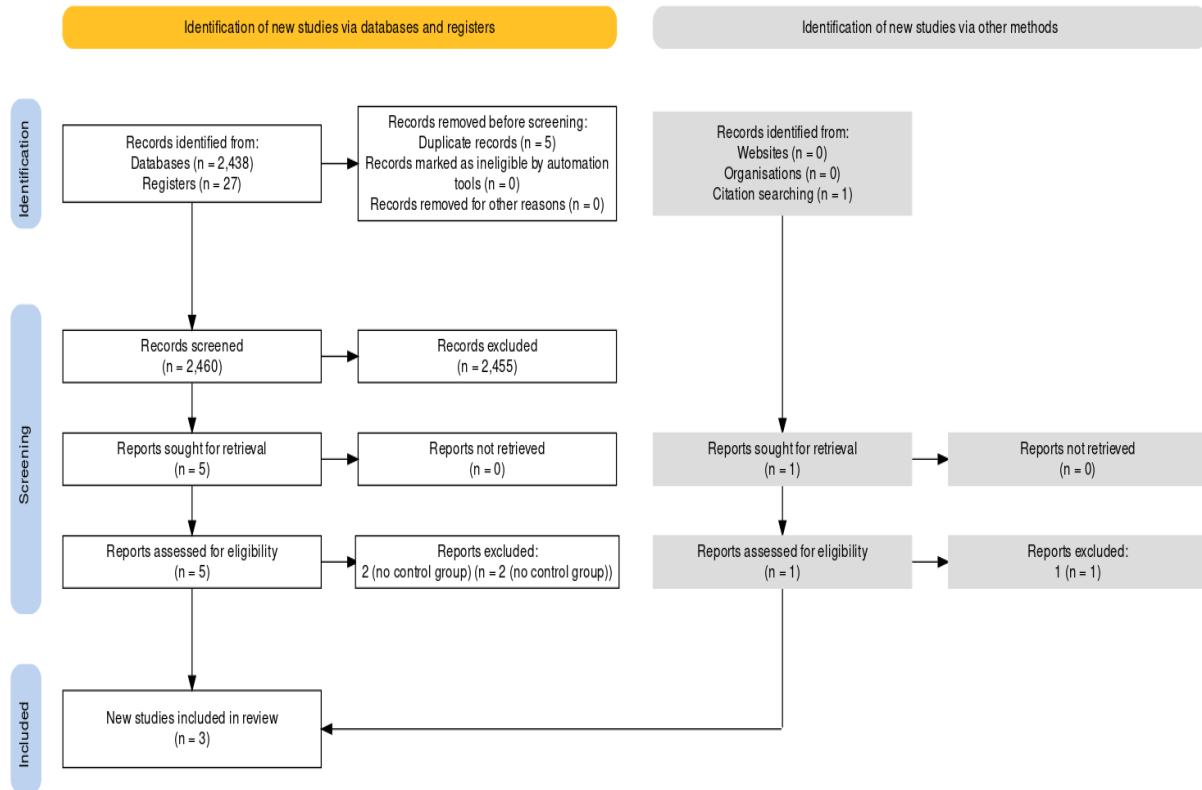 Identification of new studies via databases and registers
Identification of new studies via other methods
Identification
Records identified from:
Databases (n = 2,438)
Registers (n = 27)
Records removed before screening:
Duplicate records (n = 5)
Records marked as ineligible by automation
tools (n = 0)
Records removed for other reasons (n = 0)
Records identified from:
Websites (n = 0)
Organisations (n = 0)
Citation searching (n = 1)
Screening
Records screened
(n = 2,460)
Records excluded
(n = 2,455)
Reports sought for retrieval
(n = 5)
Reports not retrieved
(n = 0)
Reports sought for retrieval
(n = 1)
Reports not retrieved
(n = 0)
Reports assessed for eligibility
(n = 5)
Reports excluded:
2 (no control group) (n = 2 (no control group))
Reports assessed for eligibility
(n = 1)
Reports excluded:
1 (n = 1)
Included
New studies included in review
(n = 3)